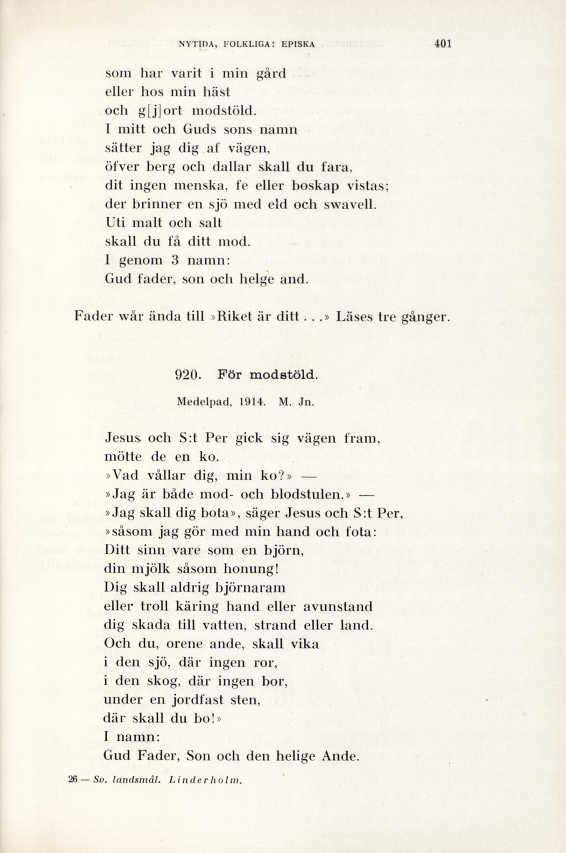 NYTIDA, FOLKLIGA: EPISKA 401
som har varit i min gård
eller hos min häst
och g[j]ort modstöld.
I mitt och Guds sons namn
sätter jag dig af vägen,
öfver berg och dallar skall du fara,
dit ingen menska, fe eller boskap vistas;
der brinner en sjö med eld och swavell.
Uti malt och salt
skall du få ditt mod.
I genom 3 namn:
Gud fader, son och helge and.
Fader wår ända till »Riket är ditt . . .» Läses tre gånger.
920. För modstöld.
Medelpad, 1914. M. Jn.
Jesus och S:t Per gick sig vägen fram,
mötte de en ko.
»Vad vållar dig, min ko?» —
»Jag är både mod- och blodstulen.» —
»Jag skall dig bota», säger Jesus och S:t Per,
»såsom jag gör med min hand och fota:
Ditt sinn vare som en björn,
din mjölk såsom honung!
Dig skall aldrig björnaram
eller troll käring hand eller avunstand
dig skada till vatten, strand eller land.
Och du, orene ande, skall vika
i den sjö, där ingen ror,
i den skog, där ingen bor,
under en jordfast sten,
där skall du bo!»
I namn:
Gud Fader, Son och den helige Ande.
26 — Sv. landsmål. Linderholm.